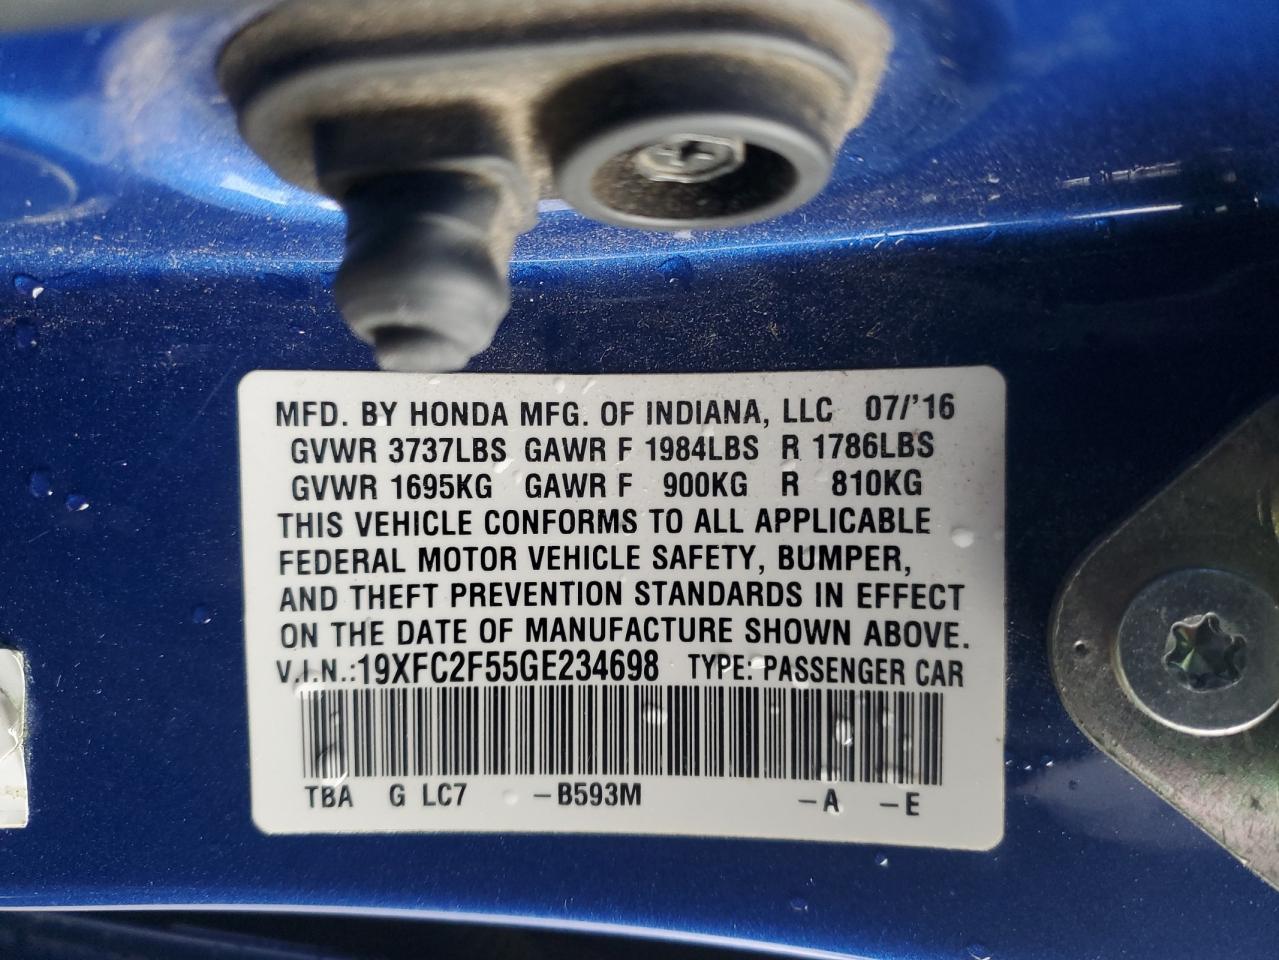 MFD. BY HONDA MFG. OF INDIANA, LLC 07/'16
GVWR 3737LBS GAWR F 1984LBS R 1786LBS
GVWR 1695KG GAWR F 900KG R 810KG
THIS VEHICLE CONFORMS TO ALL APPLICABLE
FEDERAL MOTOR VEHICLE SAFETY, BUMPER,
AND THEFT PREVENTION STANDARDS IN EFFECT
ON THE DATE OF MANUFACTURE SHOWN ABOVE.
V.I.N.:19XFC2F55GE234698 TYPE: PASSENGER CAR
TBA G LC7 -B593M -A -E